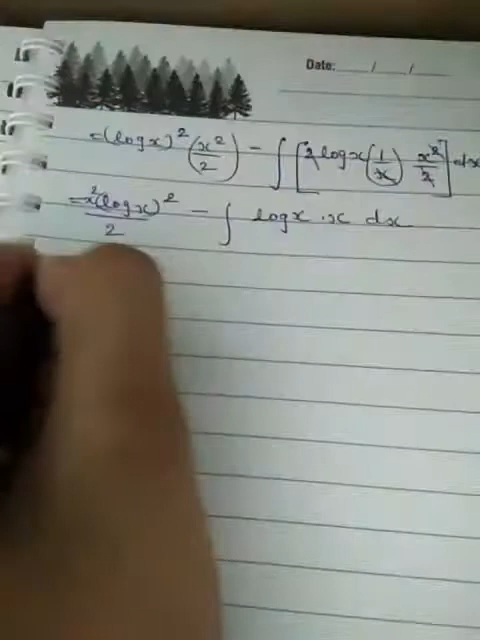 Date: / /
= (log x)² (x²/2) - ∫ [2 log x (1/x) x²/2] dx
= x²(log x)²/2 - ∫ log x · x dx